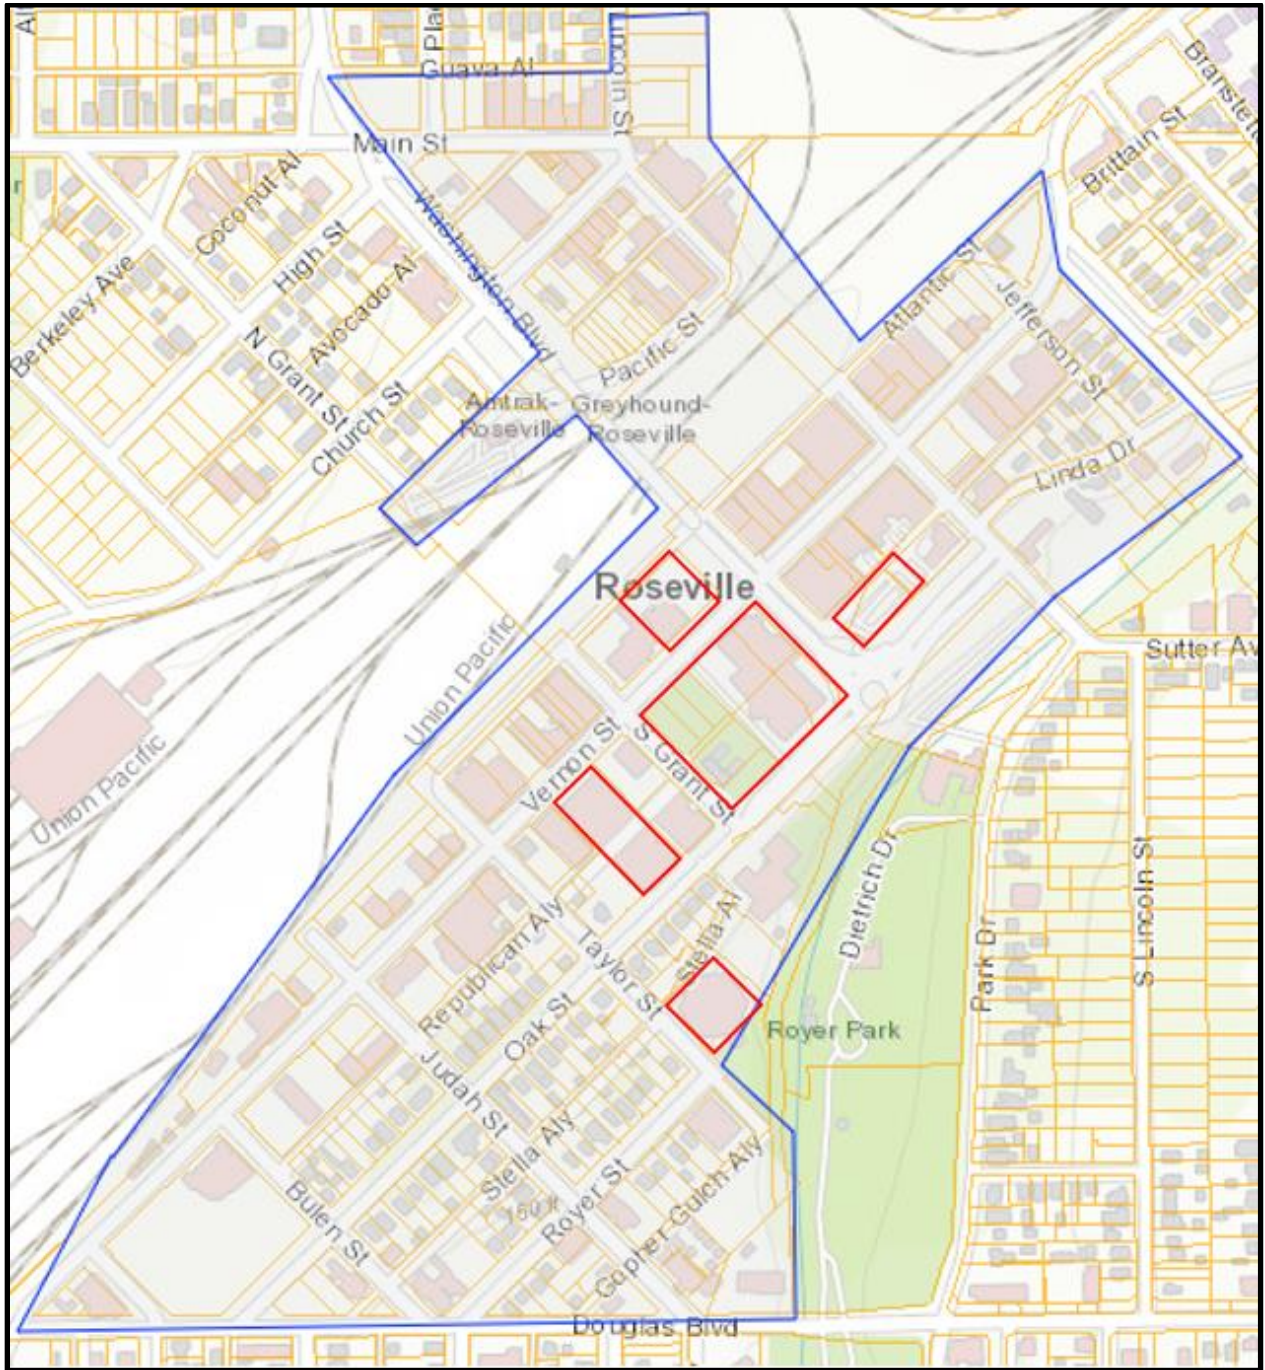 Guava Al
Lincoln St
Main St
Branstett
Brittain St
Coconut Al
High St
Avocado Al
Berkeley Ave
N Grant St
Church St
Washington Blvd
Pacific St
Atlantic St
Jefferson St
Linda Dr
Amtrak-
Roseville
Greyhound-
Roseville
Roseville
Union Pacific
Sutter Av
Union Pacific
Vernon St
S Grant St
Dietrich Dr
S Lincoln St
Park Dr
Stella Al
Republican Aly
Taylor St
Oak St
Royer Park
Judah St
Stella Aly
150 ft
Royer St
Gopher Gulch Aly
Bulen St
Douglas Blvd